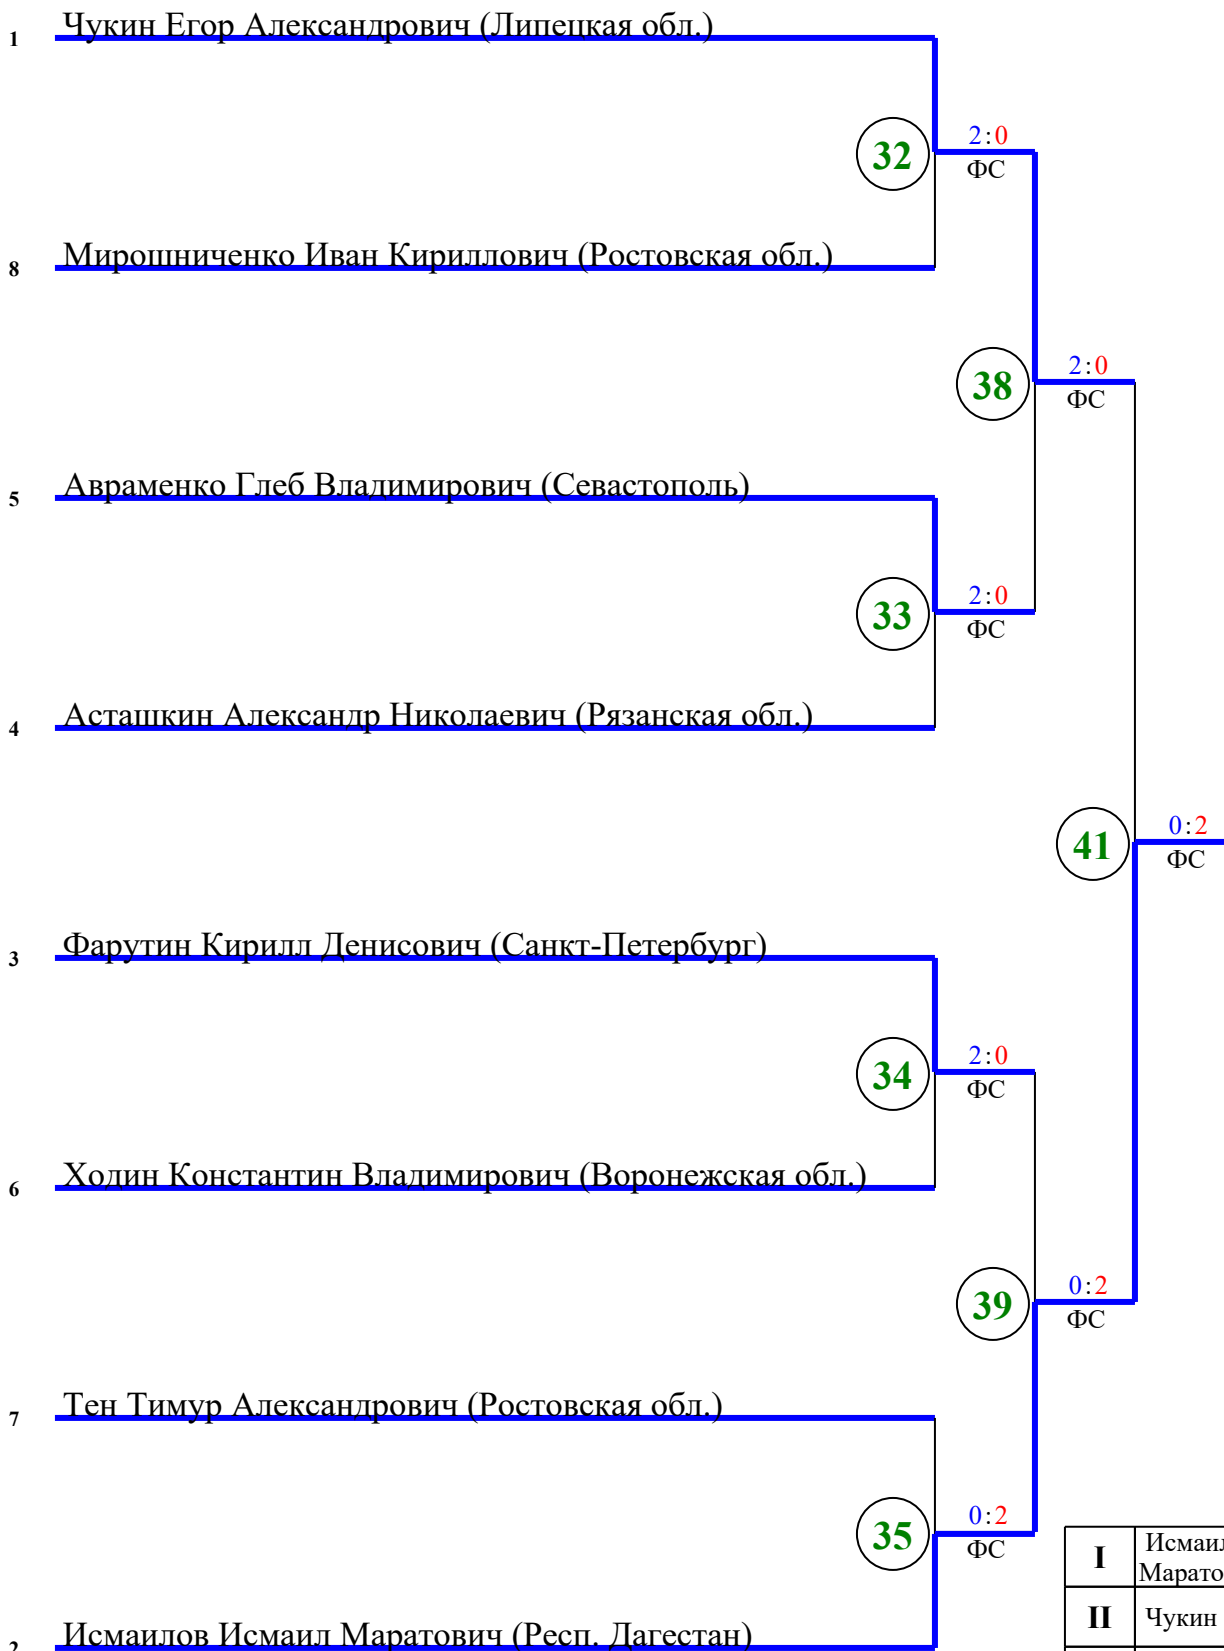 Чукин Егор Александрович (Липецкая обл.)
1
2:0
32
ФС
Мирошниченко Иван Кириллович (Ростовская обл.)
8
2:0
38
ФС
Авраменко Глеб Владимирович (Севастополь)
5
2:0
33
ФС
Асташкин Александр Николаевич (Рязанская обл.)
4
0:2
41
ФС
Фарутин Кирилл Денисович (Санкт-Петербург)
3
2:0
34
ФС
Ходин Константин Владимирович (Воронежская обл.)
6
0:2
39
ФС
Тен Тимур Александрович (Ростовская обл.)
7
0:2
35
ФС
I
Марато
II Чукин
Исмаилов Исмаил Маратович (Респ. Дагестан)
2